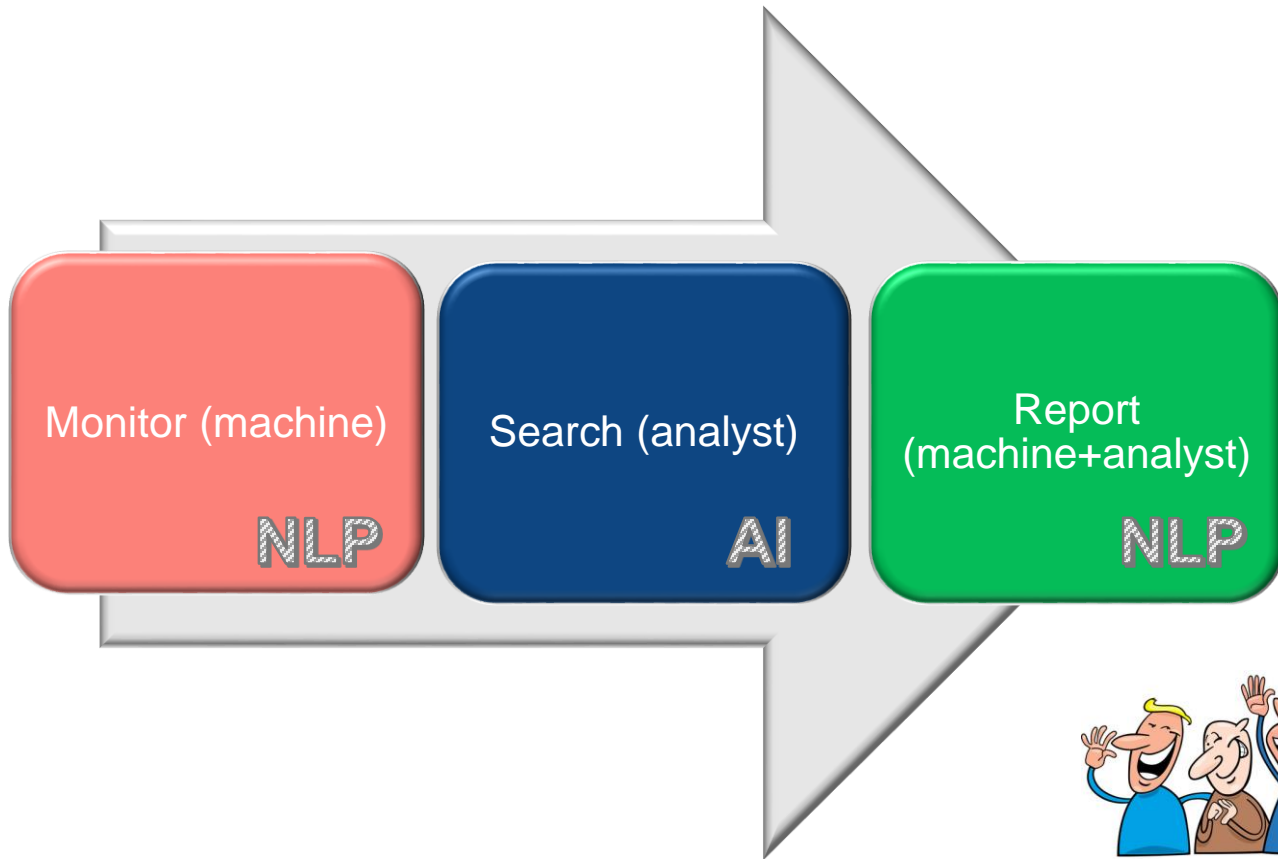 Monitor (machine)
NLP
Search (analyst)
AI
Report
(machine+analyst)
NLP